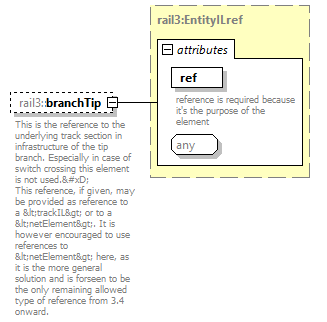 rail3:EntityILref
attributes
ref
reference is required because
it's the purpose of the
element
any
rail3::branchTip
This is the reference to the
underlying track section in
infrastructure of the tip
branch. Especially in case of
switch crossing this element
is not used.&#xD;
This reference, if given, may
be provided as reference to
a &lt;trackIL&gt; or to a
&lt;netElement&gt;. It is
however encouraged to use
references to
&lt;netElement&gt; here, as
it is the more general
solution and is forseen to be
the only remaining allowed
type of reference from 3.4
onward.